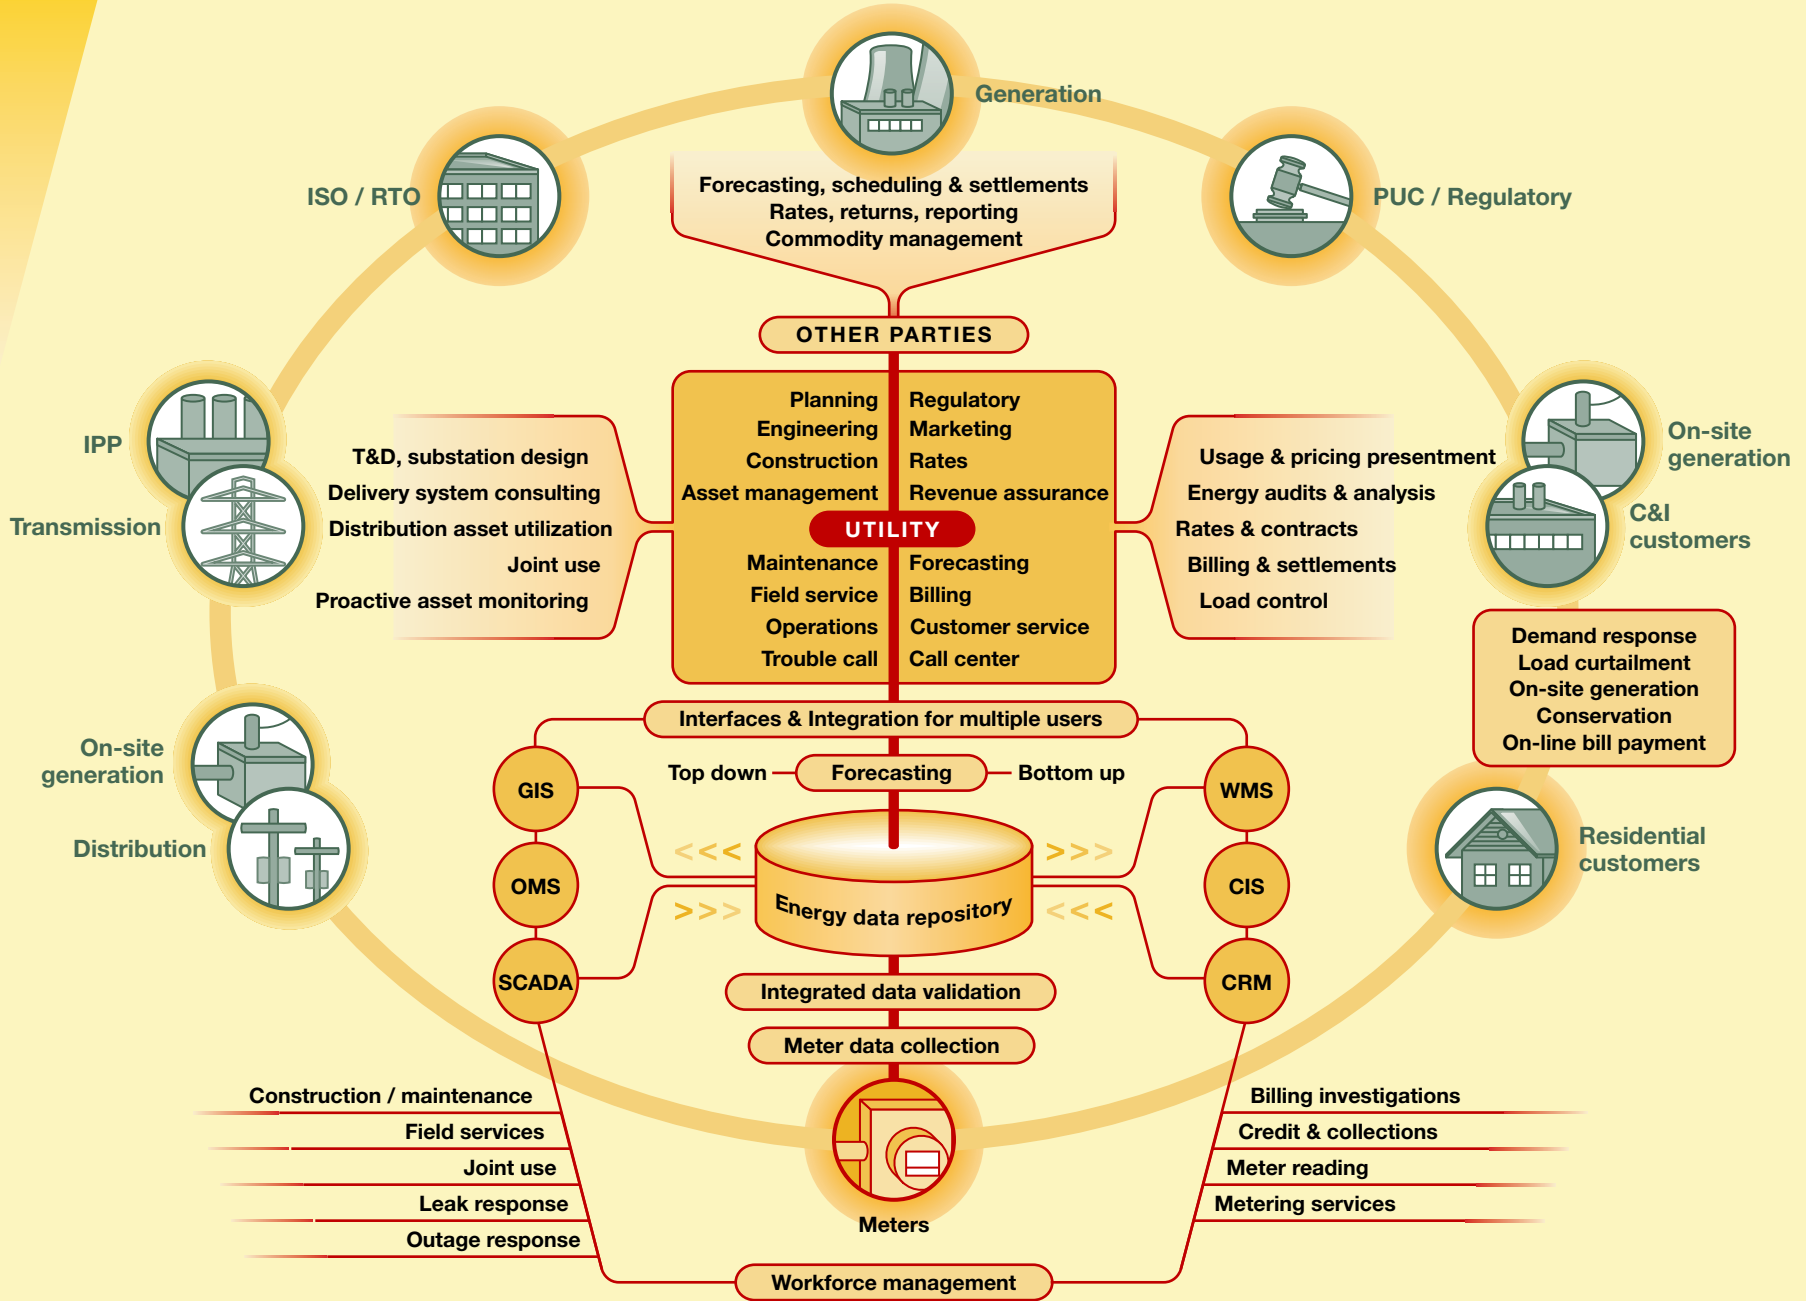 Generation
ISO / RTO
PUC / Regulatory
Forecasting, scheduling & settlements
Rates, returns, reporting
Commodity management
OTHER PARTIES
IPP
Transmission
T&D, substation design
Delivery system consulting
Distribution asset utilization
Joint use
Proactive asset monitoring
Planning
Engineering
Construction
Asset management
Regulatory
Marketing
Rates
Revenue assurance
UTILITY
Maintenance
Field service
Operations
Trouble call
Forecasting
Billing
Customer service
Call center
Usage & pricing presentment
Energy audits & analysis
Rates & contracts
Billing & settlements
Load control
On-site
generation
C&I
customers
Demand response
Load curtailment
On-site generation
Conservation
On-line bill payment
Residential
customers
On-site
generation
Distribution
Interfaces & Integration for multiple users
Top down
Forecasting
Bottom up
GIS
OMS
SCADA
WMS
CIS
CRM
<<<
>>>
>>>
<<<
Energy data repository
Integrated data validation
Meter data collection
Meters
Construction / maintenance
Field services
Joint use
Leak response
Outage response
Billing investigations
Credit & collections
Meter reading
Metering services
Workforce management